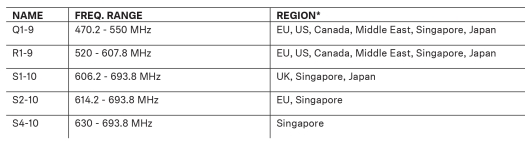 NAME FREQ. RANGE REGION*
Q1-9 470.2 - 550 MHz EU, US, Canada, Middle East, Singapore, Japan
R1-9 520 - 607.8 MHz EU, US, Canada, Middle East, Singapore, Japan
S1-10 606.2 - 693.8 MHz UK, Singapore, Japan
S2-10 614.2 - 693.8 MHz EU, Singapore
S4-10 630 - 693.8 MHz Singapore